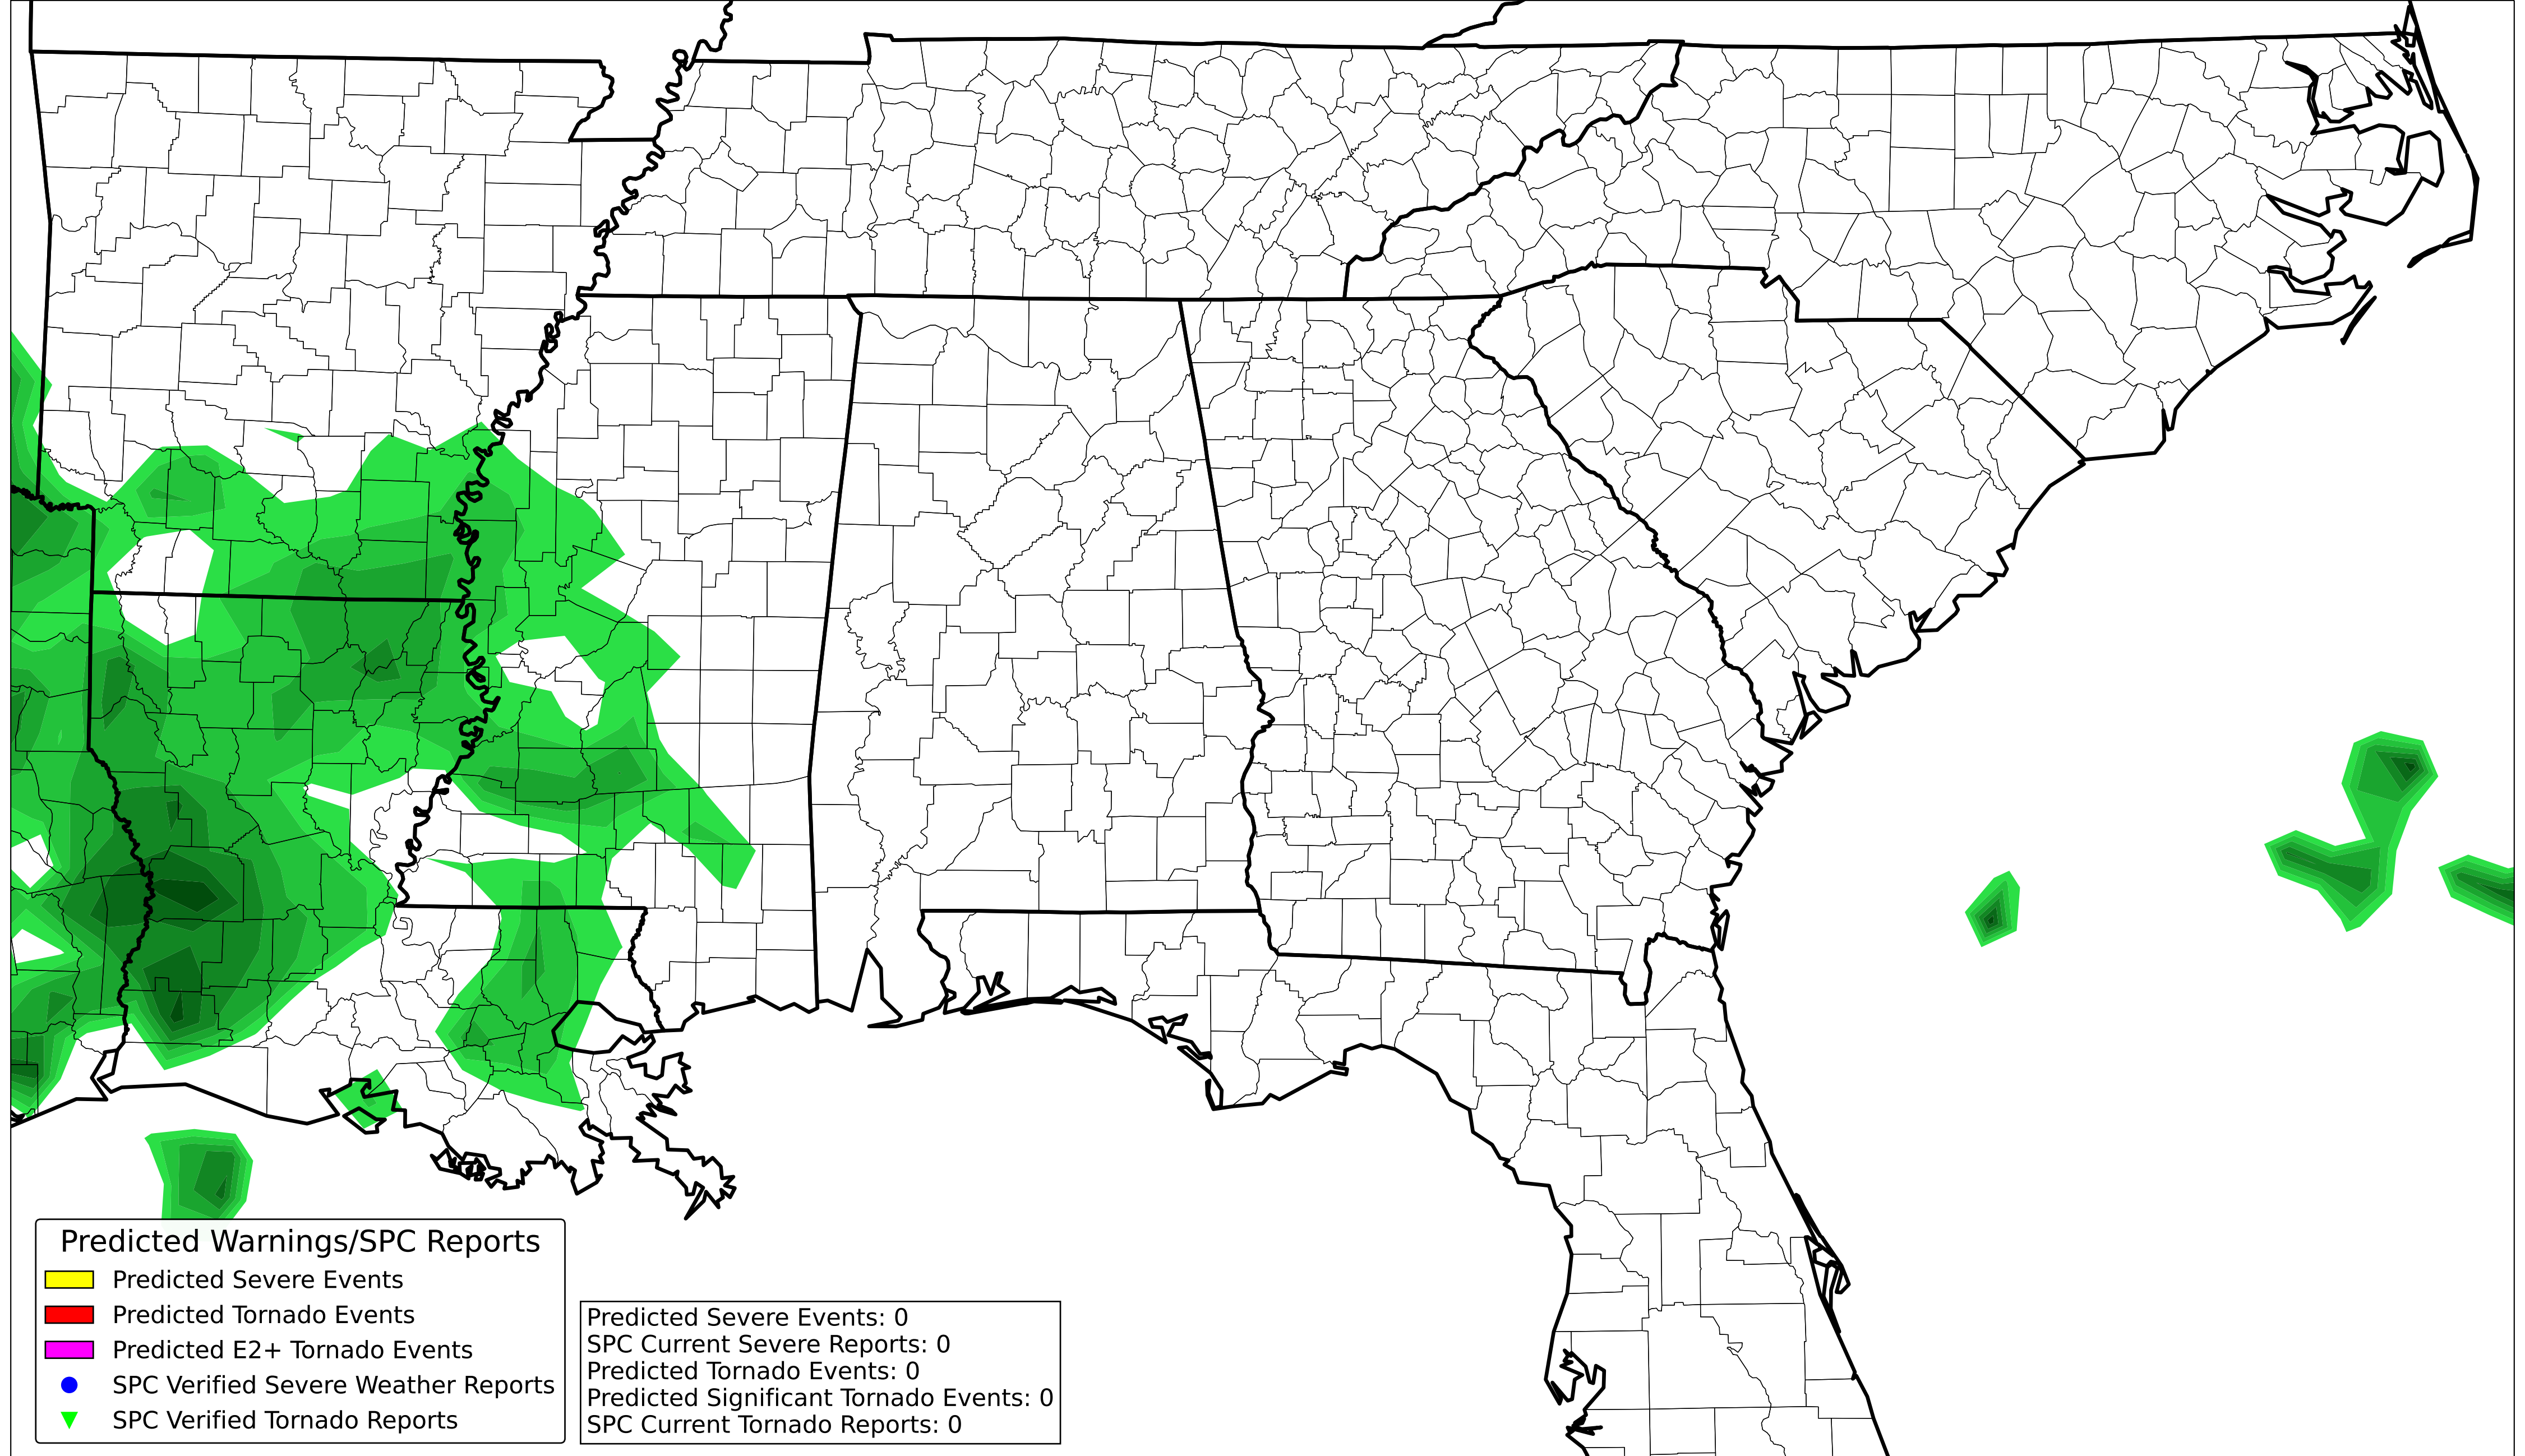 Predicted Warnings/SPC Reports
Predicted Severe Events
Predicted Tornado Events
Predicted E2+ Tornado Events
SPC Verified Severe Weather Reports
SPC Verified Tornado Reports
Predicted Severe Events: 0
SPC Current Severe Reports: 0
Predicted Tornado Events: 0
Predicted Significant Tornado Events: 0
SPC Current Tornado Reports: 0